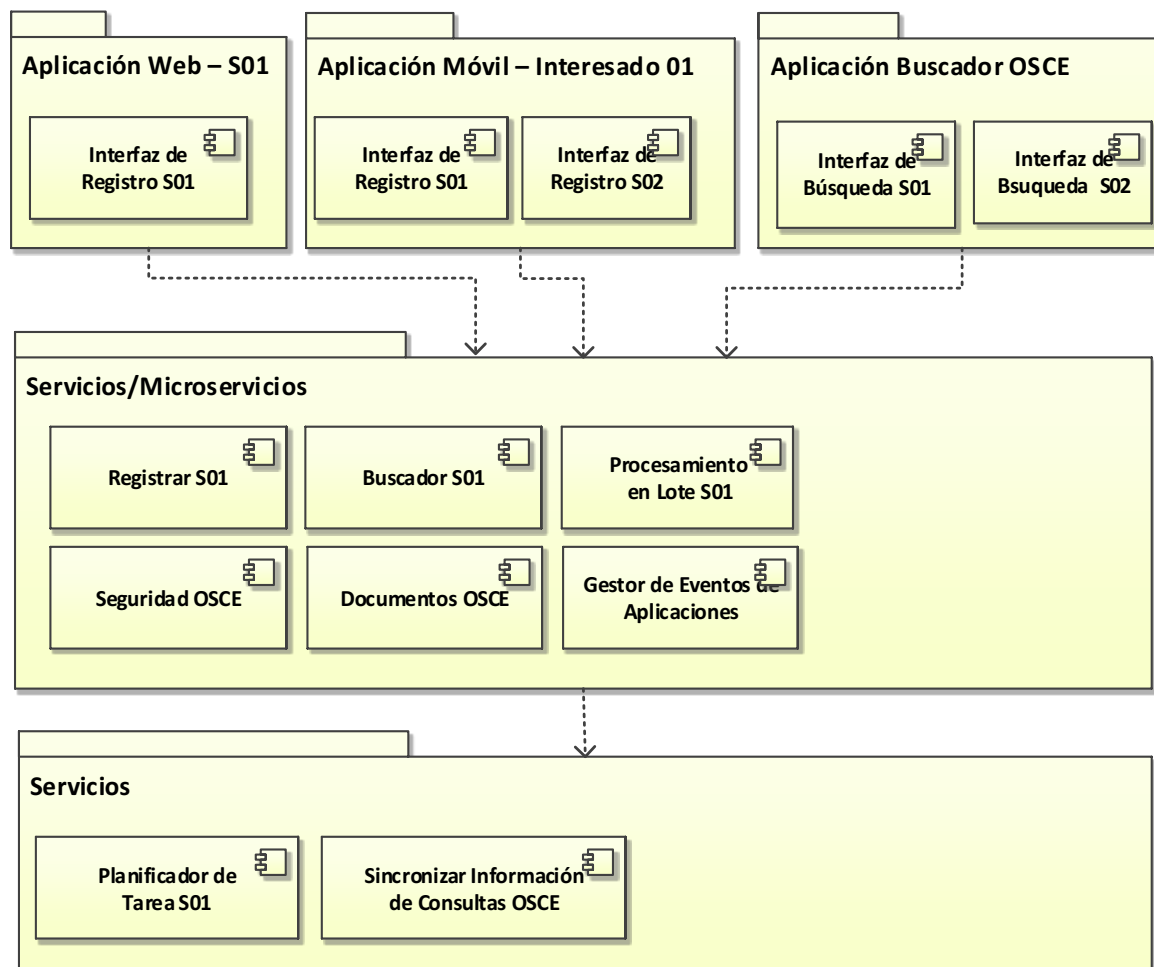 Aplicación Web – S01
Interfaz de
Registro S01
Aplicación Móvil – Interesado 01
Interfaz de
Registro S01
Interfaz de
Registro S02
Aplicación Buscador OSCE
Interfaz de
Búsqueda S01
Interfaz de
Bsuqueda S02
Servicios/Microservicios
Registrar S01
Buscador S01
Procesamiento
en Lote S01
Seguridad OSCE
Documentos OSCE
Gestor de Eventos de
Aplicaciones
Servicios
Planificador de
Tarea S01
Sincronizar Información
de Consultas OSCE